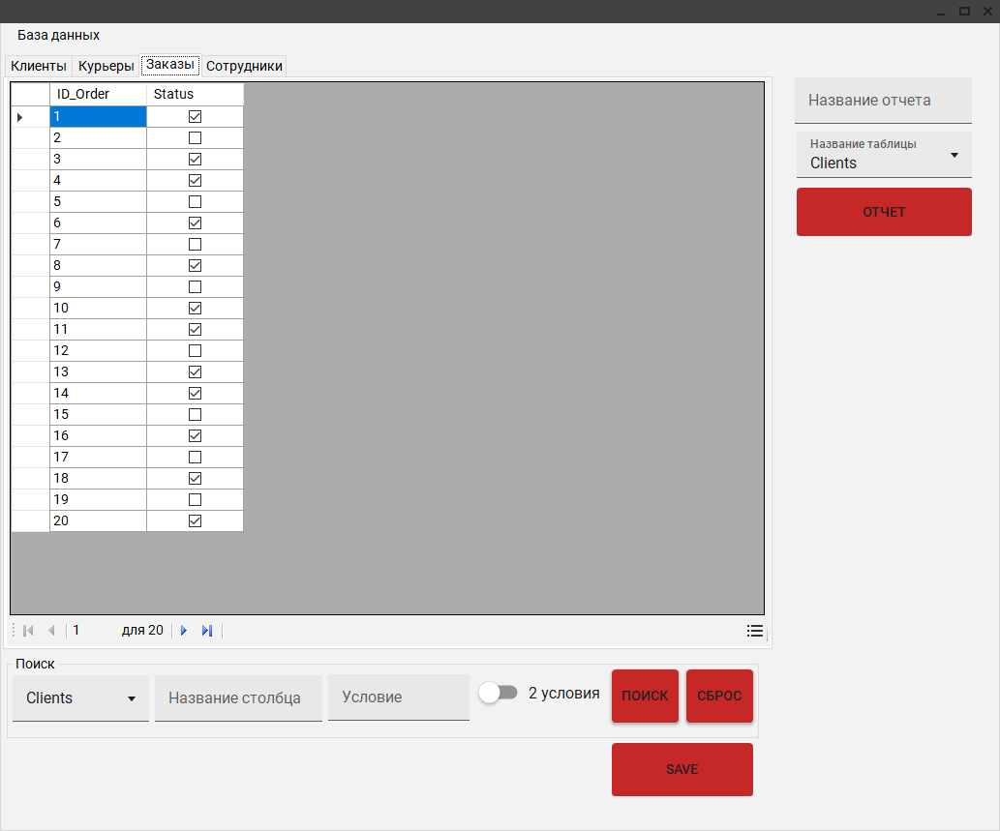 База данных
Клиенты Курьеры Заказы Сотрудники
ID_Order Status
1
2
3
4
5
6
7
8
9
10
11
12
13
14
15
16
17
18
19
20
1 для 20
Название отчета
Название таблицы
Clients
ОТЧЕТ
Поиск
Clients Название столбца Условие 2 условия ПОИСК СБРОС
SAVE